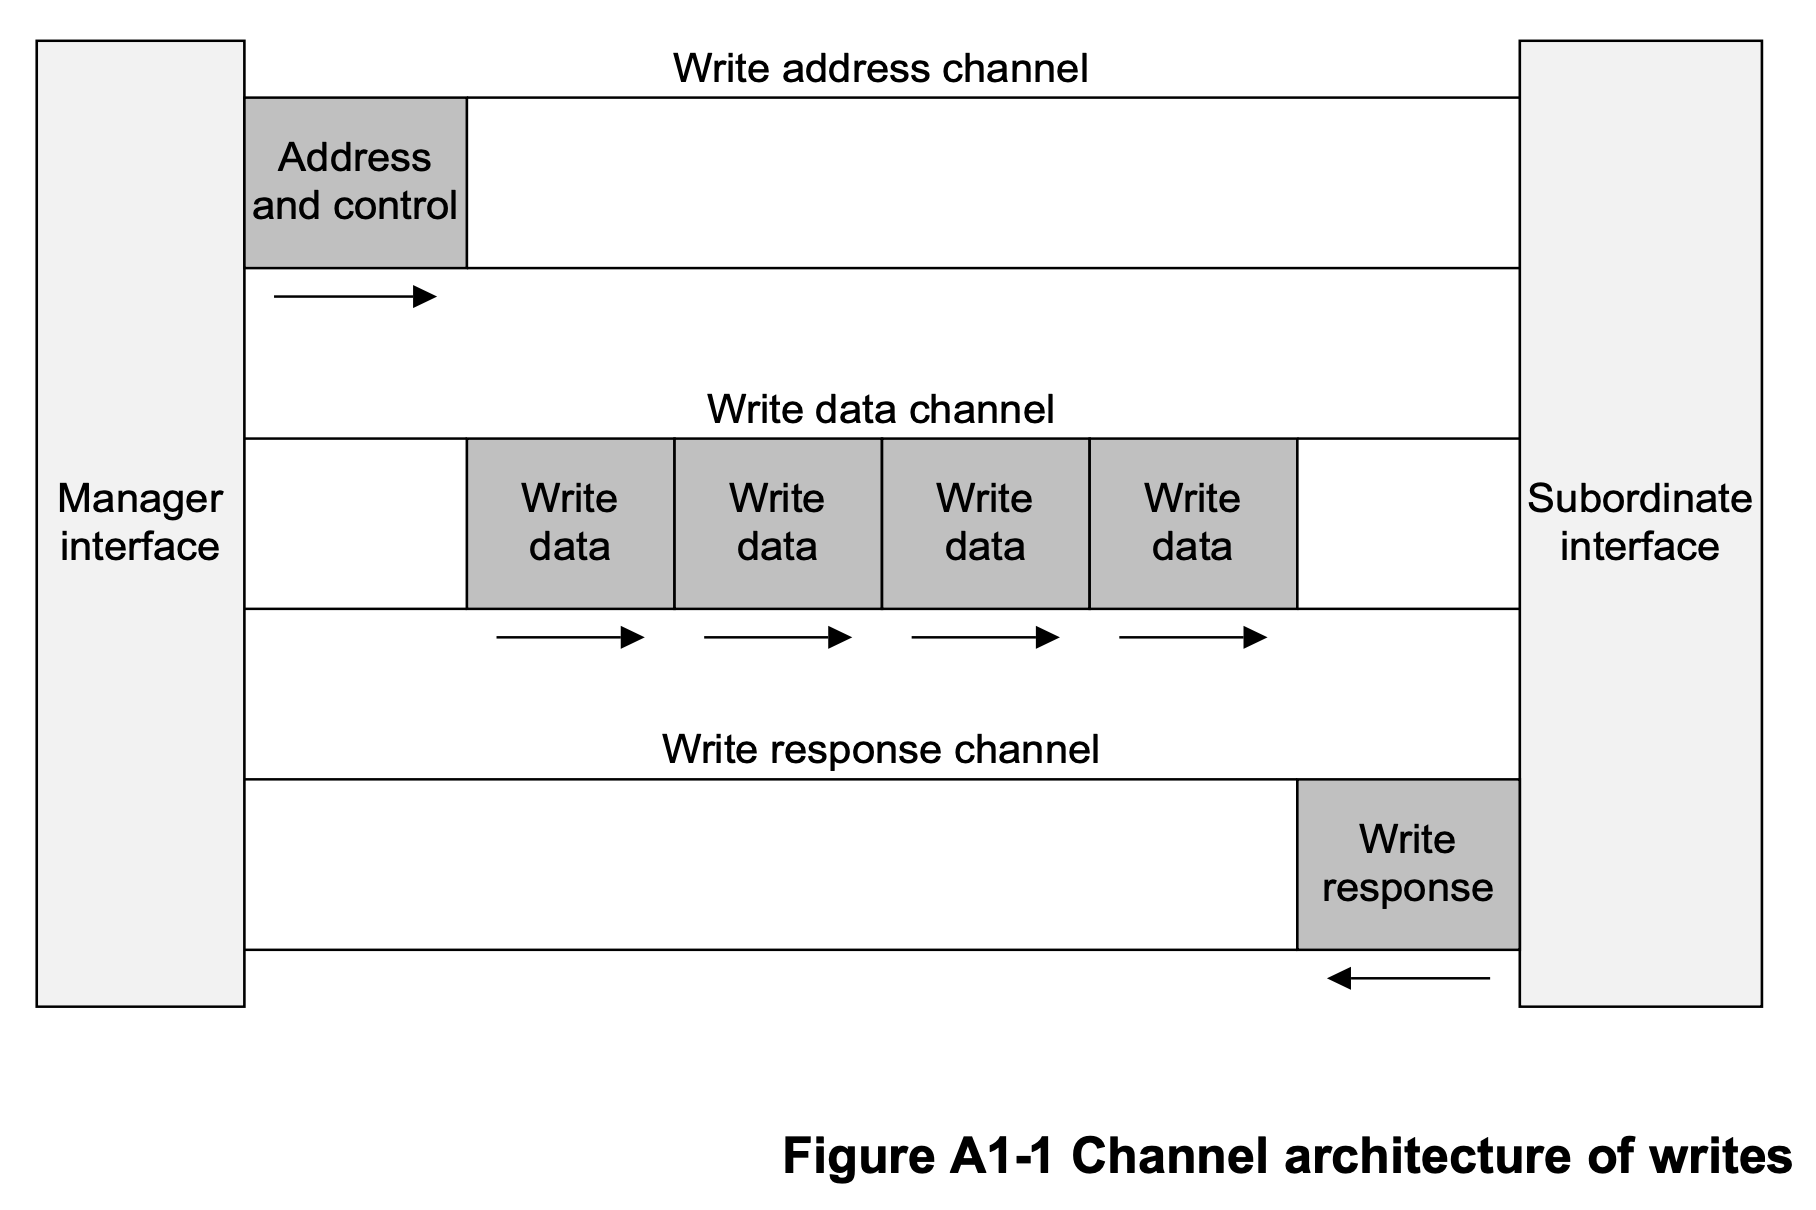 Write address channel
Address
and control
Write data channel
Manager
interface
Write
data
Write
data
Write
data
Write
data
Subordinate
interface
Write response channel
Write
response
Figure A1-1 Channel architecture of writes